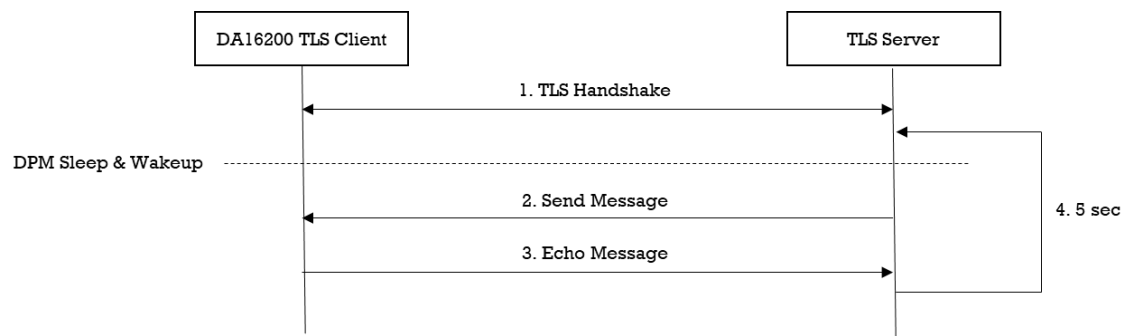 DA16200 TLS Client
TLS Server
1. TLS Handshake
DPM Sleep & Wakeup
2. Send Message
4. 5 sec
3. Echo Message